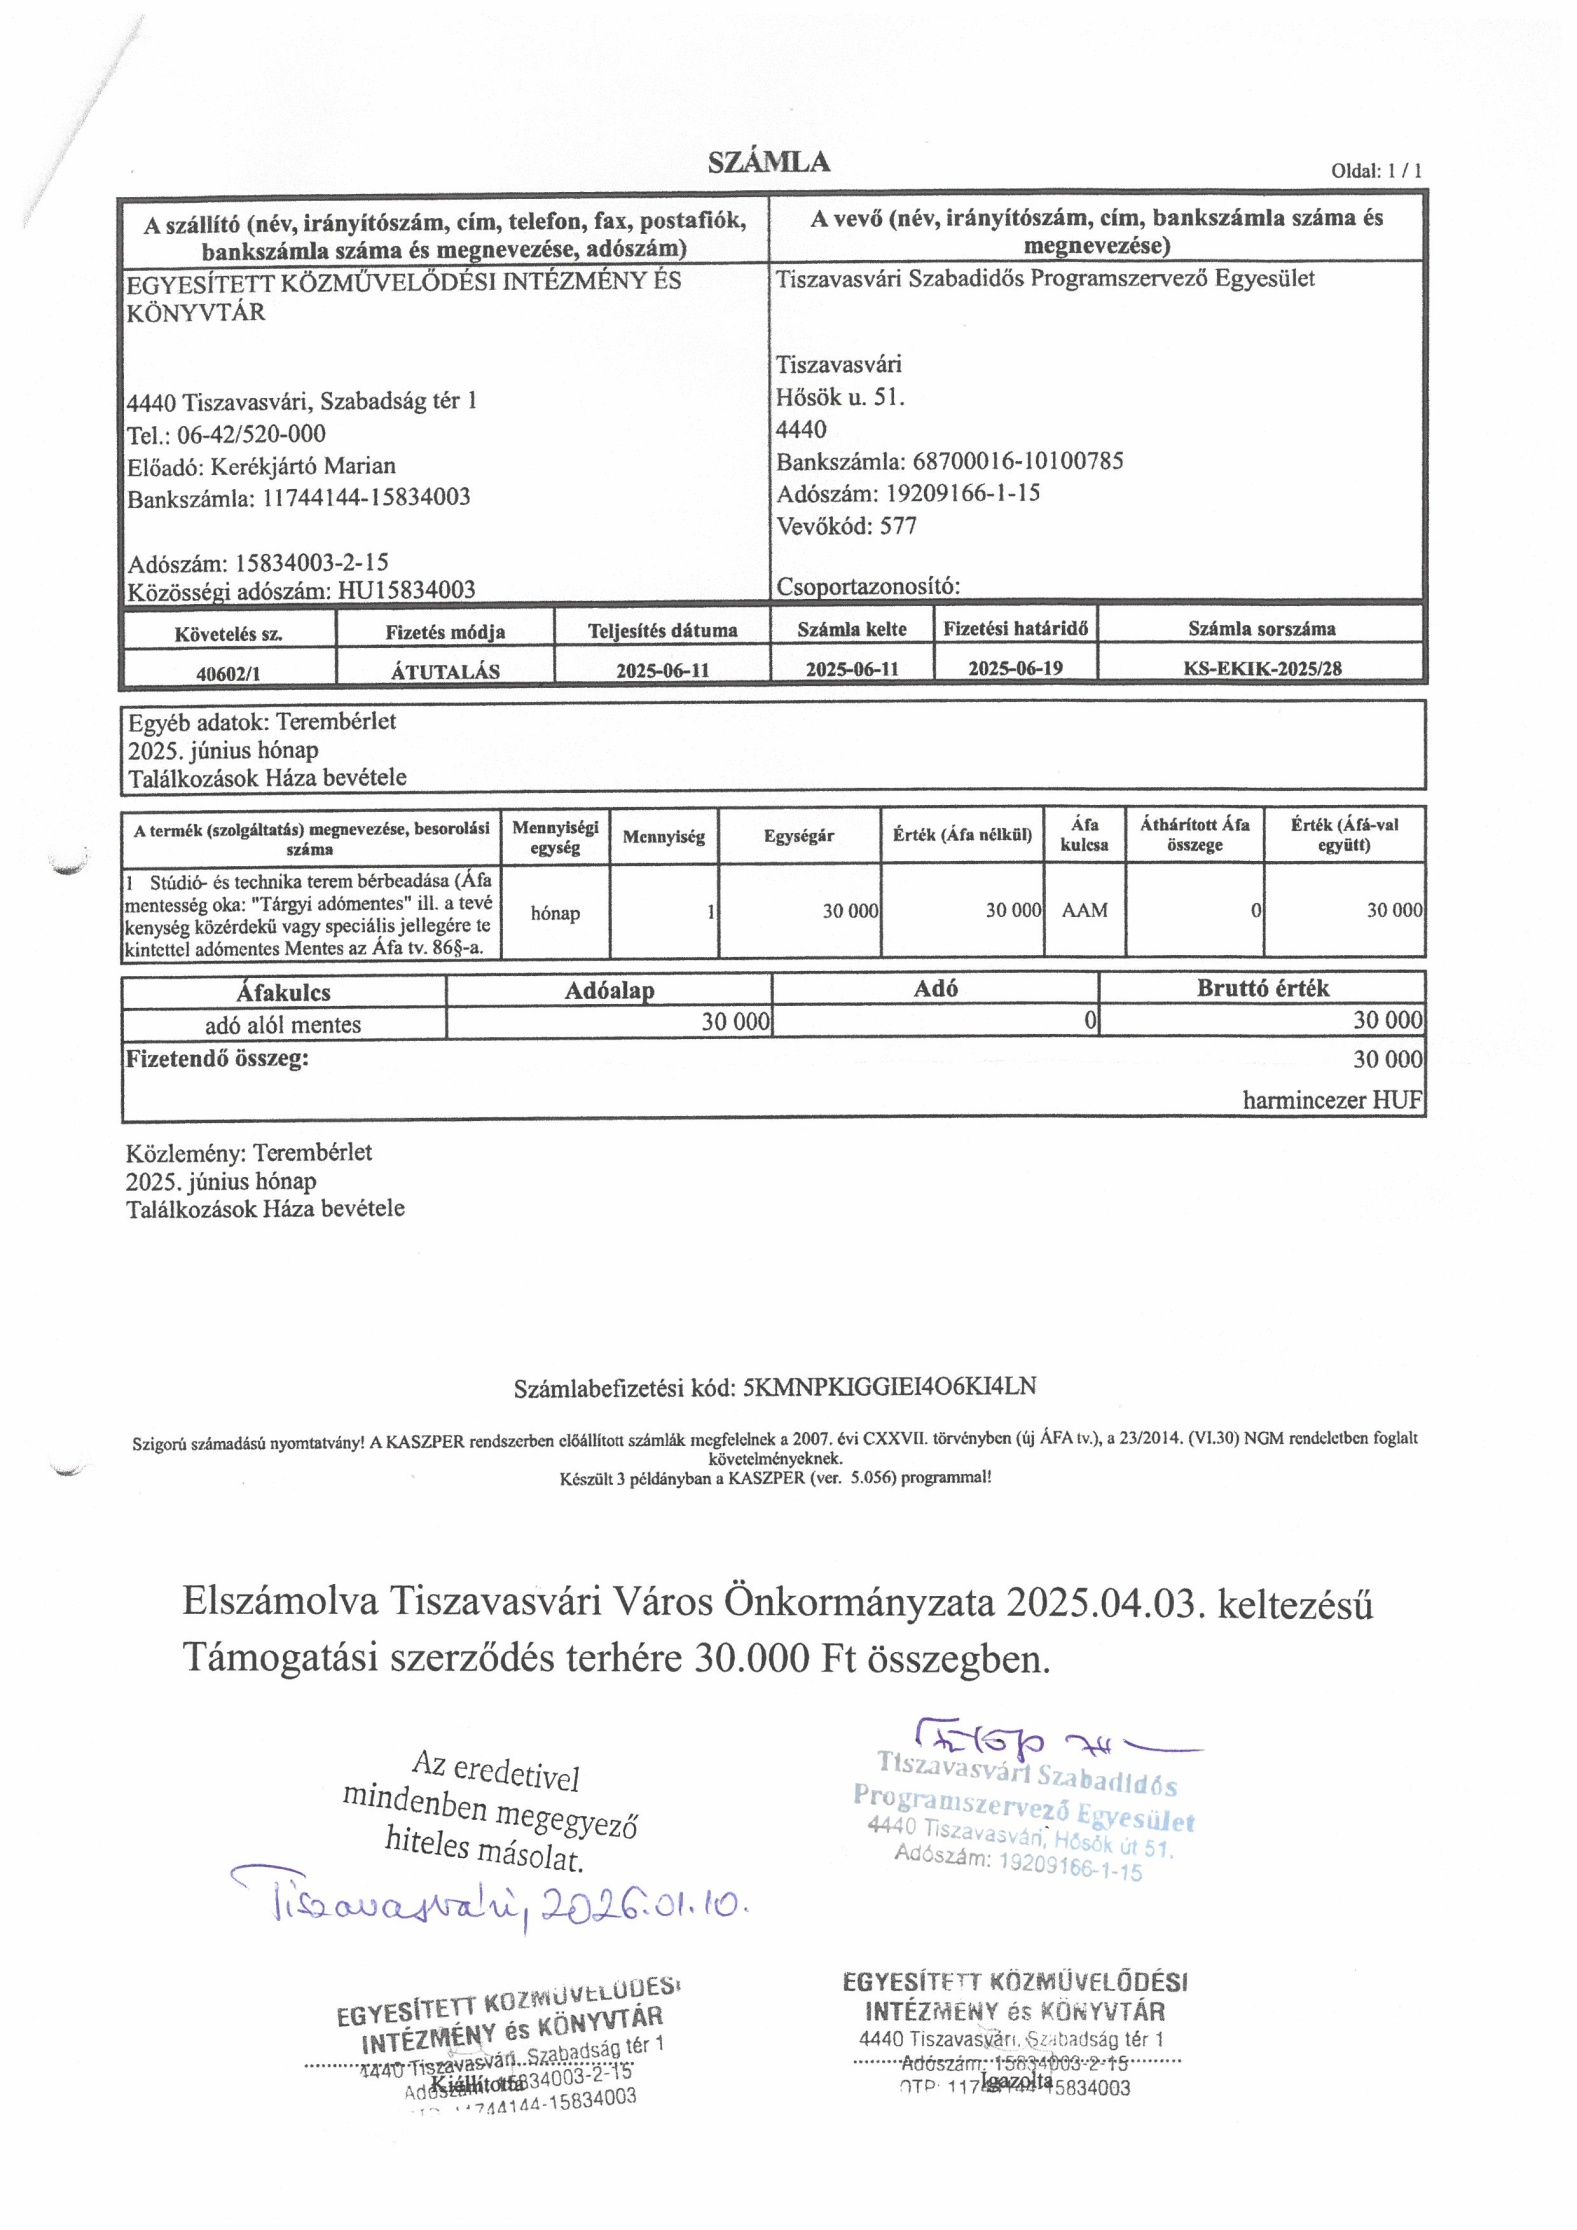 SZÁMLA
Oldal: 1 / 1
A szállító (név, irányítószám, cím, telefon, fax, postafiók,
bankszámla száma és megnevezése, adószám)
A vevő (név, irányítószám, cím, bankszámla száma és
megnevezése)
EGYESÍTETT KÖZMŰVELŐDÉSI INTÉZMÉNY ÉS
KÖNYVTÁR
4440 Tiszavasvári, Szabadság tér 1
Tel.: 06-42/520-000
Előadó: Kerékjártó Marian
Bankszámla: 11744144-15834003
Adószám: 15834003-2-15
Közösségi adószám: HU15834003
Tiszavasvári Szabadidős Programszervező Egyesület
Tiszavasvári
Hősök u. 51.
4440
Bankszámla: 68700016-10100785
Adószám: 19209166-1-15
Vevőkód: 577
Csoportazonosító:
Követelés sz. Fizetés módja Teljesítés dátuma Számla kelte Fizetési határidő Számla sorszáma
40602/1 ÁTUTALÁS 2025-06-11 2025-06-11 2025-06-19 KS-EKIK-2025/28
Egyéb adatok: Terembérlet
2025. június hónap
Találkozások Háza bevétele
A termék (szolgáltatás) megnevezése, besorolási
száma
Mennyiségi
egység
Mennyiség
Egységár
Érték (Áfa nélkül)
Áfa
kulcsa
Áthárított Áfa
összege
Érték (Áfá-val
együtt)
1 Stúdió- és technika terem bérbeadása (Áfa
mentesség oka: "Tárgyi adómentes" ill. a tevé
kenység közérdekű vagy speciális jellegére te
kintettel adómentes Mentes az Áfa tv. 86§-a.
hónap 1 30 000 30 000 AAM 0 30 000
Áfakulcs Adóalap Adó Bruttó érték
adó alól mentes 30 000 0 30 000
Fizetendő összeg: 30 000
harmincezer HUF
Közlemény: Terembérlet
2025. június hónap
Találkozások Háza bevétele
Számlabefizetési kód: 5KMNPKIGGIEI4O6KI4LN
Szigorú számadású nyomtatvány! A KASZPER rendszerben előállított számlák megfelelnek a 2007. évi CXXVII. törvényben (új ÁFA tv.), a 23/2014. (VI.30) NGM rendeletben foglalt
követelményeknek.
Készült 3 példányban a KASZPER (ver. 5.056) programmal!
Elszámolva Tiszavasvári Város Önkormányzata 2025.04.03. keltezésű
Támogatási szerződés terhére 30.000 Ft összegben.
Az eredetivel
mindenben megegyező
hiteles másolat.
Tiszavasvári, 2026.01.10.
Tiszavasvári Szabadidős
Programszervező Egyesület
4440 Tiszavasvári, Hősök út 51.
Adószám: 19209166-1-15
EGYESÍTETT KÖZMŰVELŐDÉSI
INTÉZMÉNY és KÖNYVTÁR
4440 Tiszavasvári, Szabadság tér 1
Kiállította
EGYESÍTETT KÖZMŰVELŐDÉSI
INTÉZMÉNY és KÖNYVTÁR
4440 Tiszavasvári, Szabadság tér 1
Adószám: 15834003-2-15
Igazolta